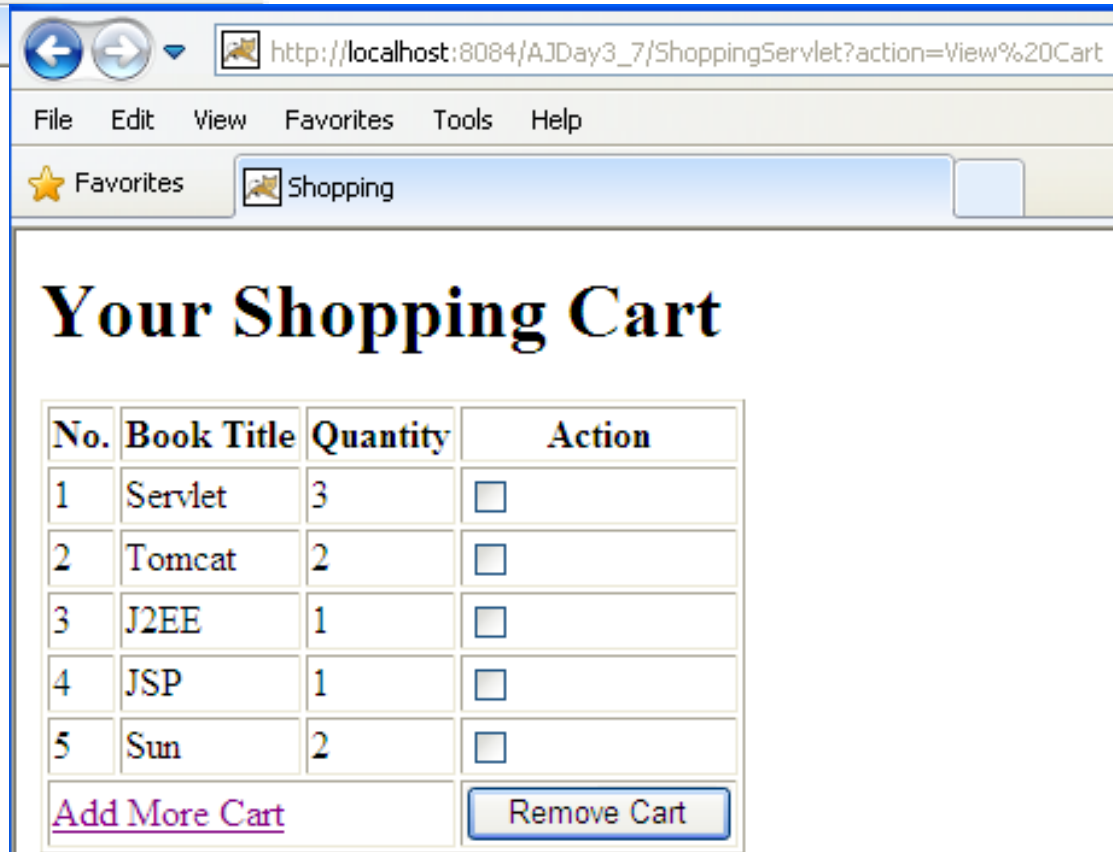 http://localhost:8084/AJDay3_7/ShoppingServlet?action=View%20Cart
File Edit View Favorites Tools Help
Favorites Shopping
Your Shopping Cart
No. Book Title Quantity Action
1 Servlet 3
2 Tomcat 2
3 J2EE 1
4 JSP 1
5 Sun 2
Add More Cart Remove Cart